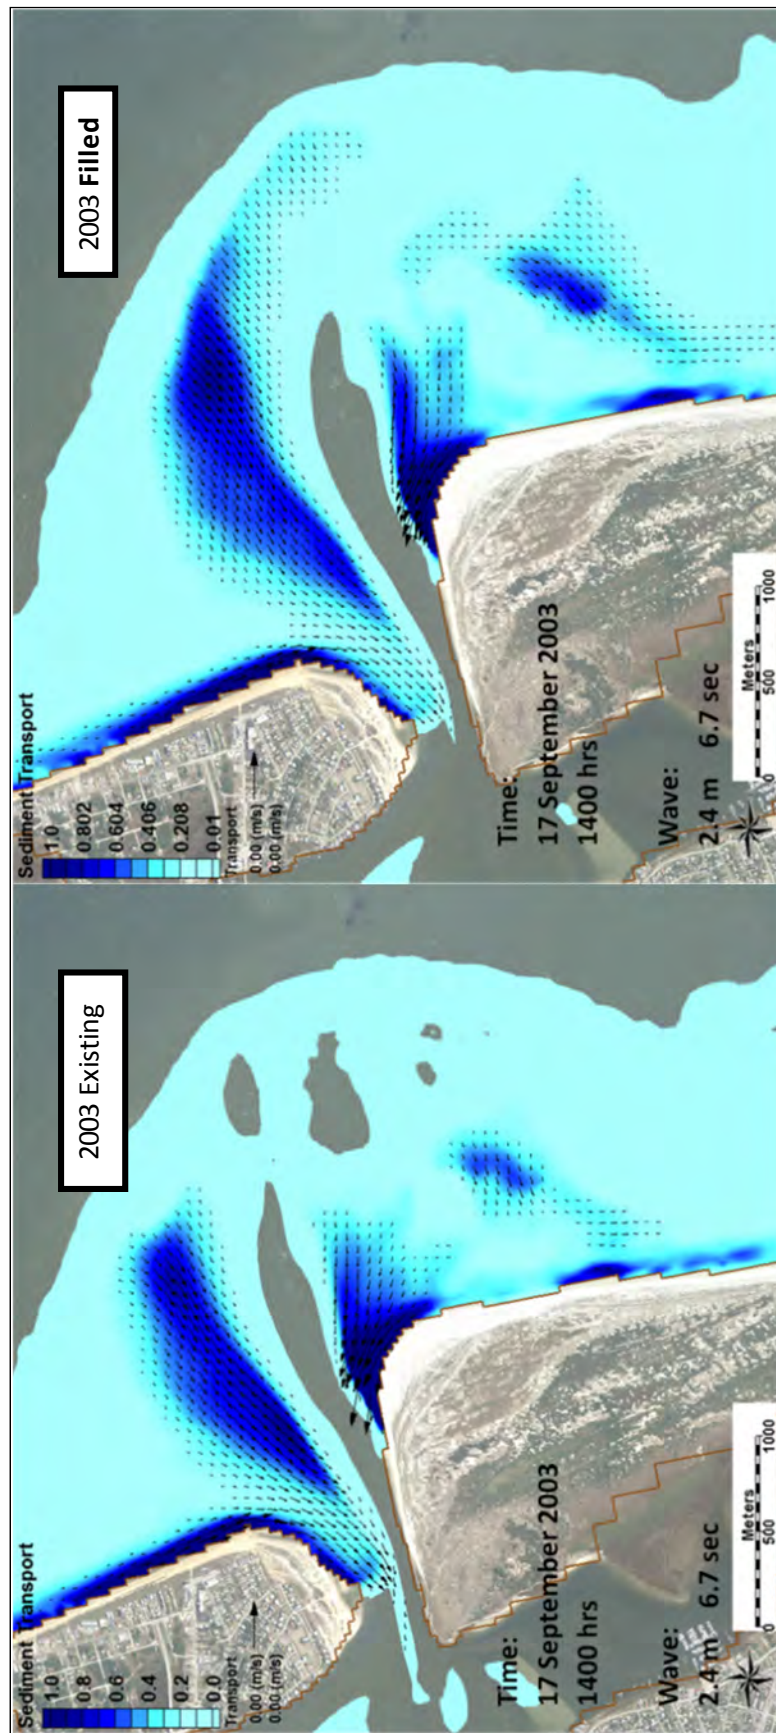 2003 Existing
Sediment Transport
1.0
0.8
0.6
0.4
0.2
0.0
Transport
0.00 (m/s)
0.00 (m/s)
Time:
17 September 2003
1400 hrs
Wave:
2.4 m 6.7 sec
Meters
0 500 1000
2003 Filled
Sediment Transport
1.0
0.802
0.604
0.406
0.208
0.01
Transport
0.00 (m/s)
0.00 (m/s)
Time:
17 September 2003
1400 hrs
Wave:
2.4 m 6.7 sec
Meters
0 500 1000